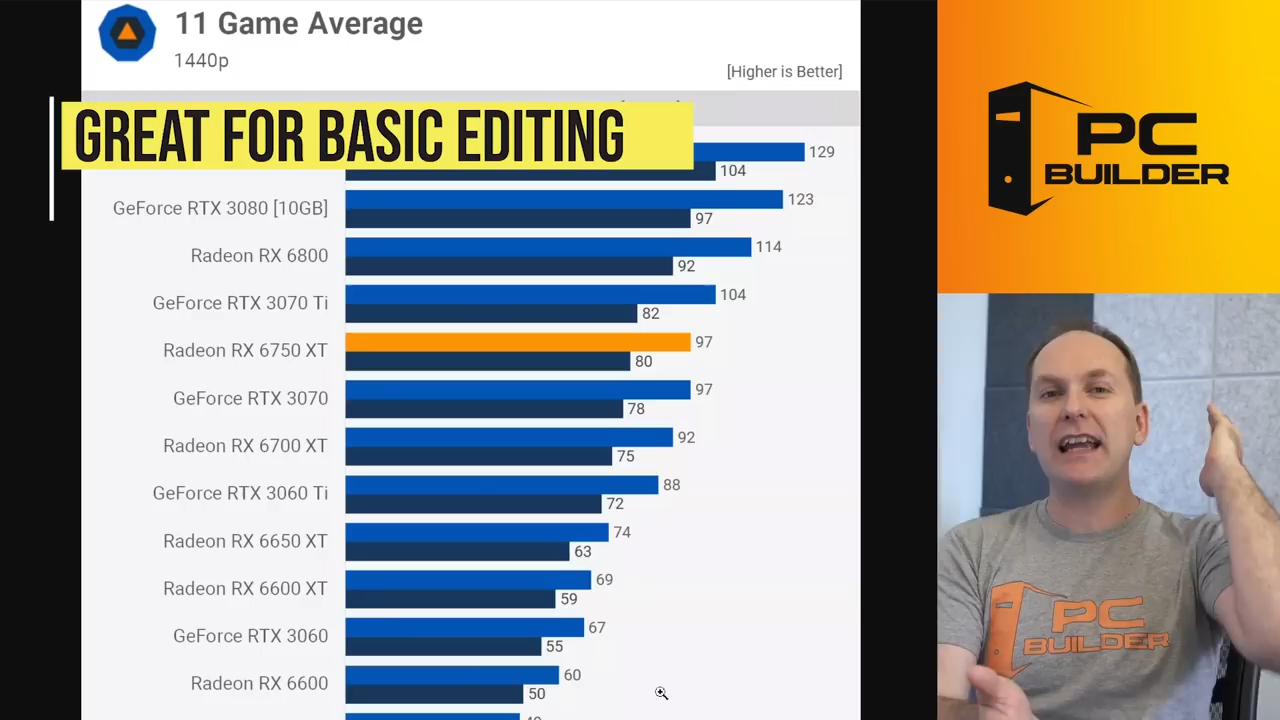 11 Game Average
1440p
[Higher is Better]
GREAT FOR BASIC EDITING
129
104
GeForce RTX 3080 [10GB] 123
97
Radeon RX 6800 114
92
GeForce RTX 3070 Ti 104
82
Radeon RX 6750 XT 97
80
GeForce RTX 3070 97
78
Radeon RX 6700 XT 92
75
GeForce RTX 3060 Ti 88
72
Radeon RX 6650 XT 74
63
Radeon RX 6600 XT 69
59
GeForce RTX 3060 67
55
Radeon RX 6600 60
50
PC
BUILDER
PC
BUILDER